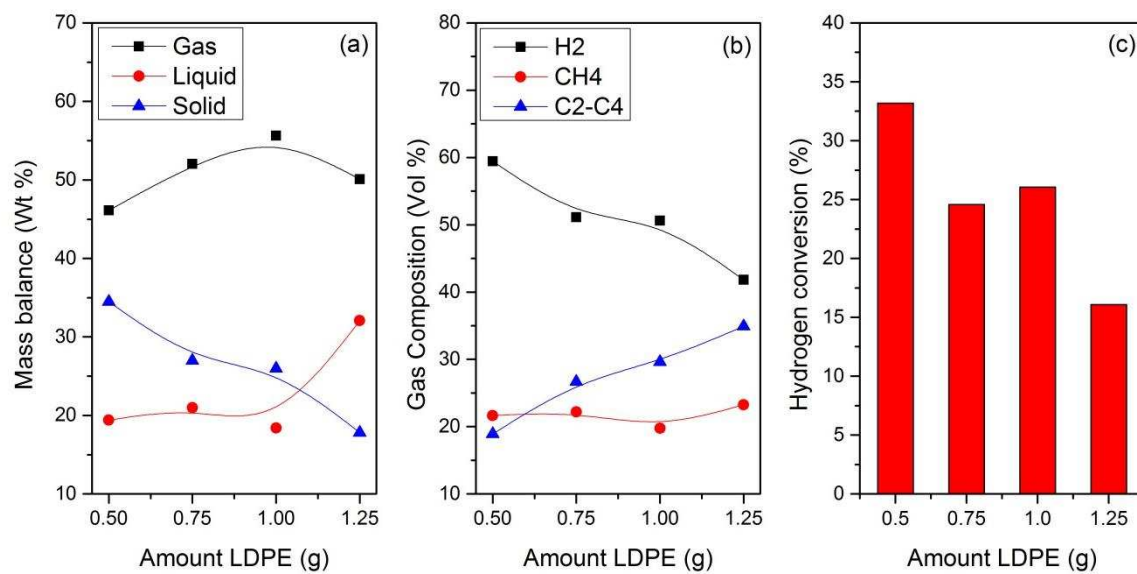 (a)
Gas
Liquid
Solid
Mass balance (Wt %)
70
60
50
40
30
20
10
0.50 0.75 1.00 1.25
Amount LDPE (g)
(b)
H2
CH4
C2-C4
Gas Composition (Vol %)
80
70
60
50
40
30
20
10
0.50 0.75 1.00 1.25
Amount LDPE (g)
(c)
Hydrogen conversion (%)
40
35
30
25
20
15
10
5
0
0.5 0.75 1.0 1.25
Amount LDPE (g)